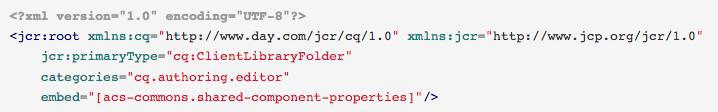 <?xml version="1.0" encoding="UTF-8"?>
<jcr:root xmlns:cq="http://www.day.com/jcr/cq/1.0" xmlns:jcr="http://www.jcp.org/jcr/1.0"
jcr:primaryType="cq:ClientLibraryFolder"
categories="cq.authoring.editor"
embed="[acs-commons.shared-component-properties]"/>